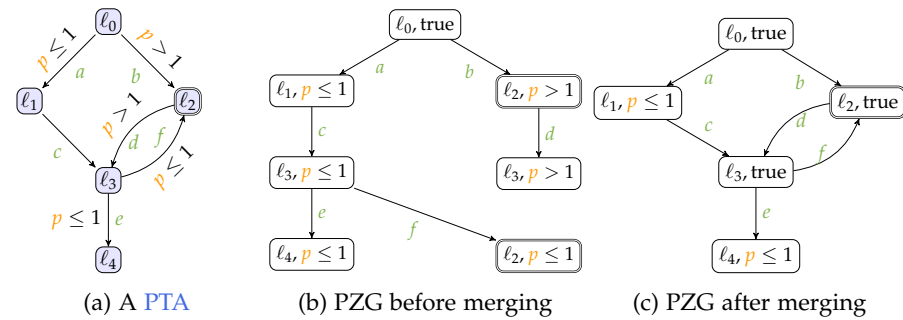 ℓ0
p ≤ 1
p > 1
a
b
ℓ1
ℓ2
p > 1
c
d
f
p ≤ 1
ℓ3
p ≤ 1
e
ℓ4
(a) A PTA
ℓ0, true
a
b
ℓ1, p ≤ 1
ℓ2, p > 1
c
d
ℓ3, p ≤ 1
ℓ3, p > 1
e
f
ℓ4, p ≤ 1
ℓ2, p ≤ 1
(b) PZG before merging
ℓ0, true
a
b
ℓ1, p ≤ 1
ℓ2, true
c
d
f
ℓ3, true
e
ℓ4, p ≤ 1
(c) PZG after merging